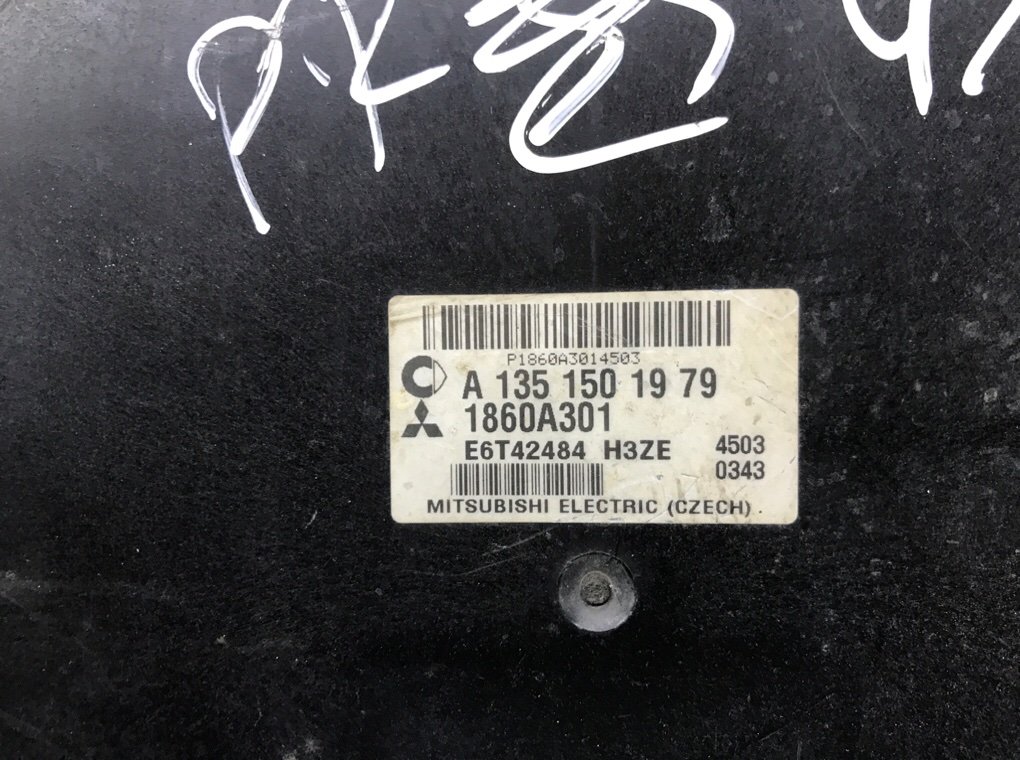 P1860A3014503
A 135 150 19 79
1860A301
E6T42484 H3ZE 4503
0343
MITSUBISHI ELECTRIC (CZECH)